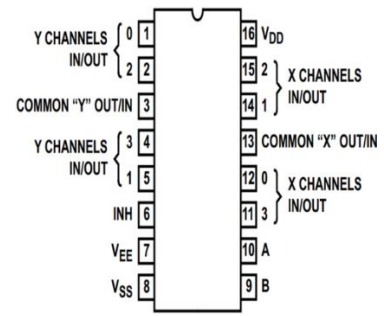 Y CHANNELS IN/OUT 0 1 16 VDD
2 2 15 2 X CHANNELS IN/OUT
COMMON "Y" OUT/IN 3 14 1
Y CHANNELS IN/OUT 3 4 13 COMMON "X" OUT/IN
1 5 12 0 X CHANNELS IN/OUT
INH 6 11 3
VEE 7 10 A
VSS 8 9 B